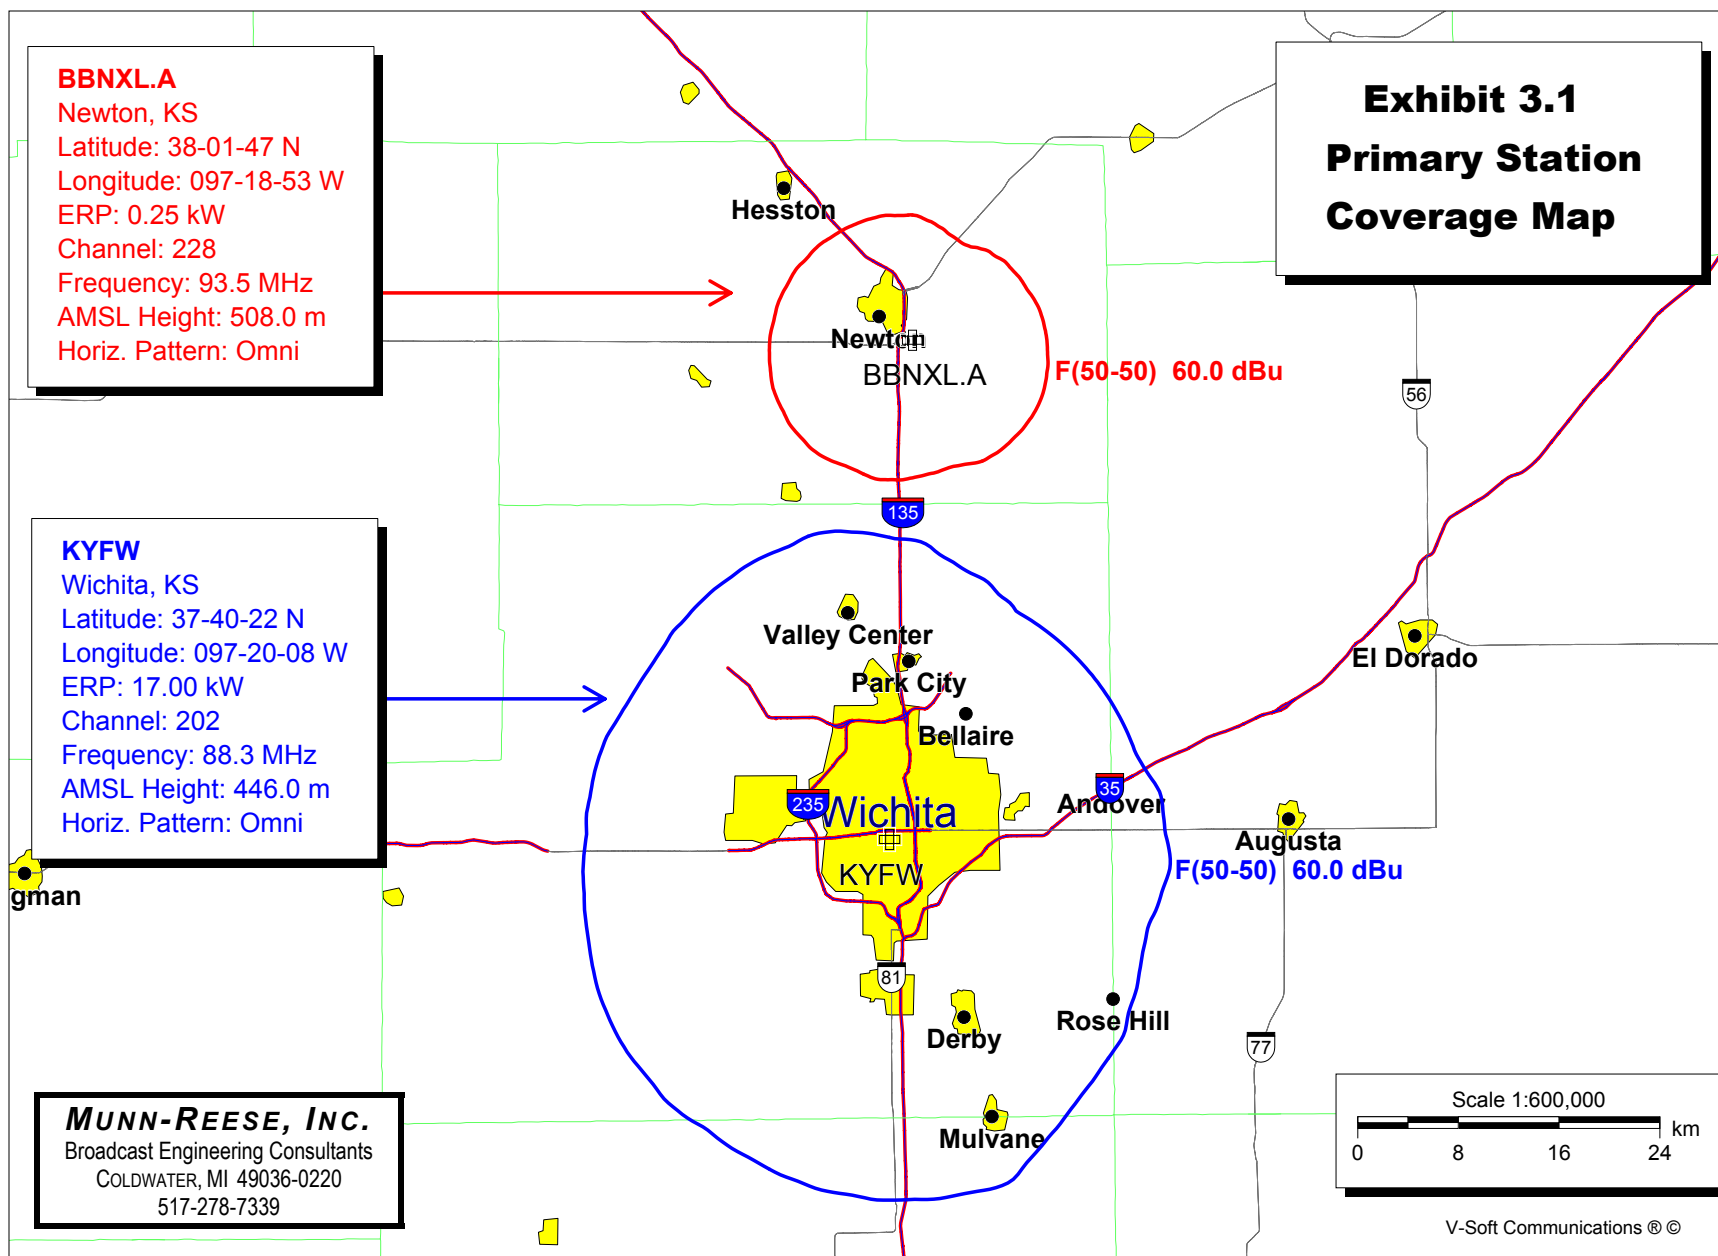 BBNXL.A
Newton, KS
Latitude: 38-01-47 N
Longitude: 097-18-53 W
ERP: 0.25 kW
Channel: 228
Frequency: 93.5 MHz
AMSL Height: 508.0 m
Horiz. Pattern: Omni
Exhibit 3.1
Primary Station
Coverage Map
Hesston
Newton
BBNXL.A
F(50-50) 60.0 dBu
56
135
KYFW
Wichita, KS
Latitude: 37-40-22 N
Longitude: 097-20-08 W
ERP: 17.00 kW
Channel: 202
Frequency: 88.3 MHz
AMSL Height: 446.0 m
Horiz. Pattern: Omni
Valley Center
Park City
Bellaire
El Dorado
235
Wichita
35
Andover
Augusta
KYFW
F(50-50) 60.0 dBu
gman
81
Derby
Rose Hill
77
Mulvane
MUNN-REESE, INC.
Broadcast Engineering Consultants
COLDWATER, MI 49036-0220
517-278-7339
Scale 1:600,000
km
0 8 16 24
V-Soft Communications ® ©